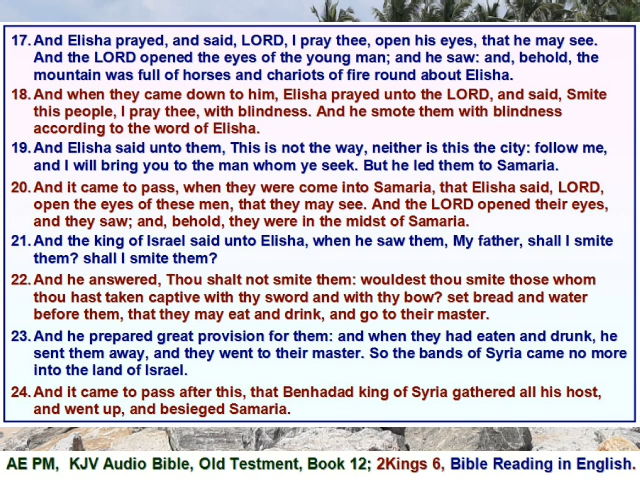 17. And Elisha prayed, and said, LORD, I pray thee, open his eyes, that he may see.
And the LORD opened the eyes of the young man; and he saw: and, behold, the
mountain was full of horses and chariots of fire round about Elisha.
18. And when they came down to him, Elisha prayed unto the LORD, and said, Smite
this people, I pray thee, with blindness. And he smote them with blindness
according to the word of Elisha.
19. And Elisha said unto them, This is not the way, neither is this the city: follow me,
and I will bring you to the man whom ye seek. But he led them to Samaria.
20. And it came to pass, when they were come into Samaria, that Elisha said, LORD,
open the eyes of these men, that they may see. And the LORD opened their eyes,
and they saw; and, behold, they were in the midst of Samaria.
21. And the king of Israel said unto Elisha, when he saw them, My father, shall I smite
them? shall I smite them?
22. And he answered, Thou shalt not smite them: wouldest thou smite those whom
thou hast taken captive with thy sword and with thy bow? set bread and water
before them, that they may eat and drink, and go to their master.
23. And he prepared great provision for them: and when they had eaten and drunk, he
sent them away, and they went to their master. So the bands of Syria came no more
into the land of Israel.
24. And it came to pass after this, that Benhadad king of Syria gathered all his host,
and went up, and besieged Samaria.
AE PM, KJV Audio Bible, Old Testment, Book 12; 2Kings 6, Bible Reading in English.